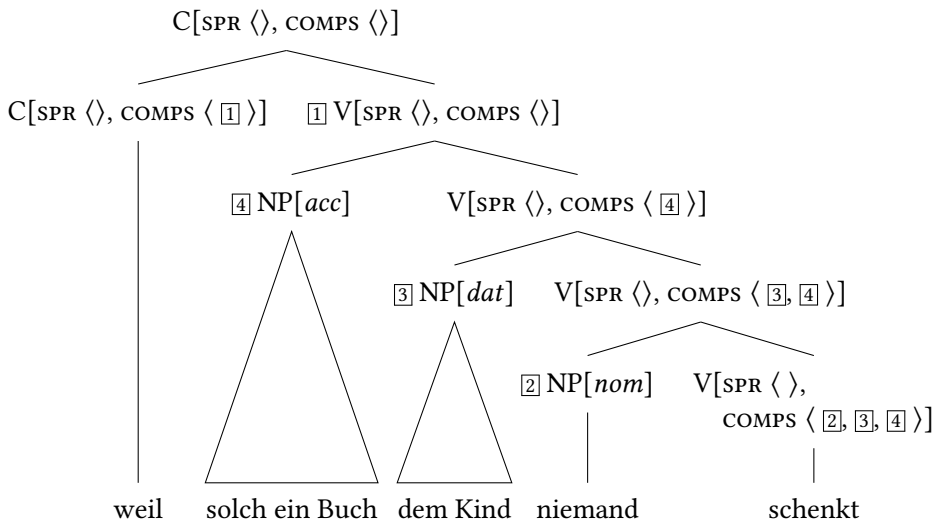 C[SPR ⟨⟩, COMPS ⟨⟩]
C[SPR ⟨⟩, COMPS ⟨ 1 ⟩] 1 V[SPR ⟨⟩, COMPS ⟨⟩]
4 NP[acc] V[SPR ⟨⟩, COMPS ⟨ 4 ⟩]
3 NP[dat] V[SPR ⟨⟩, COMPS ⟨ 3, 4 ⟩]
2 NP[nom] V[SPR ⟨ ⟩,
COMPS ⟨ 2, 3, 4 ⟩]
weil solch ein Buch dem Kind niemand schenkt